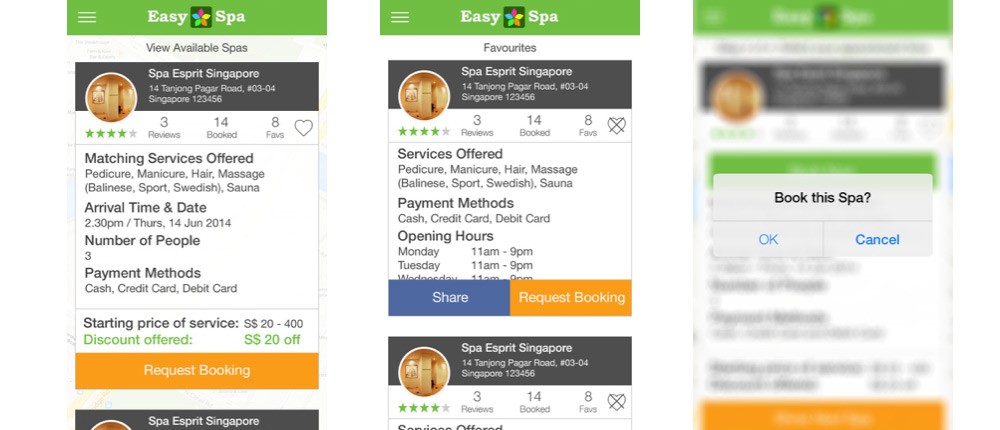 Easy Spa
View Available Spas
Spa Esprit Singapore
14 Tanjong Pagar Road, #03-04
Singapore 123456
3 14 8
Reviews Booked Favs
Matching Services Offered
Pedicure, Manicure, Hair, Massage
(Balinese, Sport, Swedish), Sauna
Arrival Time & Date
2.30pm / Thurs, 14 Jun 2014
Number of People
3
Payment Methods
Cash, Credit Card, Debit Card
Starting price of service: S$ 20 - 400
Discount offered: S$ 20 off
Request Booking
Spa Esprit Singapore
Easy Spa
Favourites
Spa Esprit Singapore
14 Tanjong Pagar Road, #03-04
Singapore 123456
3 14 8
Reviews Booked Favs
Services Offered
Pedicure, Manicure, Hair, Massage
(Balinese, Sport, Swedish), Sauna
Payment Methods
Cash, Credit Card, Debit Card
Opening Hours
Monday 11am - 9pm
Tuesday 11am - 9pm
Wednesday 11am - 9pm
Share Request Booking
Spa Esprit Singapore
14 Tanjong Pagar Road, #03-04
Singapore 123456
3 14 8
Reviews Booked Favs
Services Offered
Easy Spa
Book this Spa?
OK Cancel